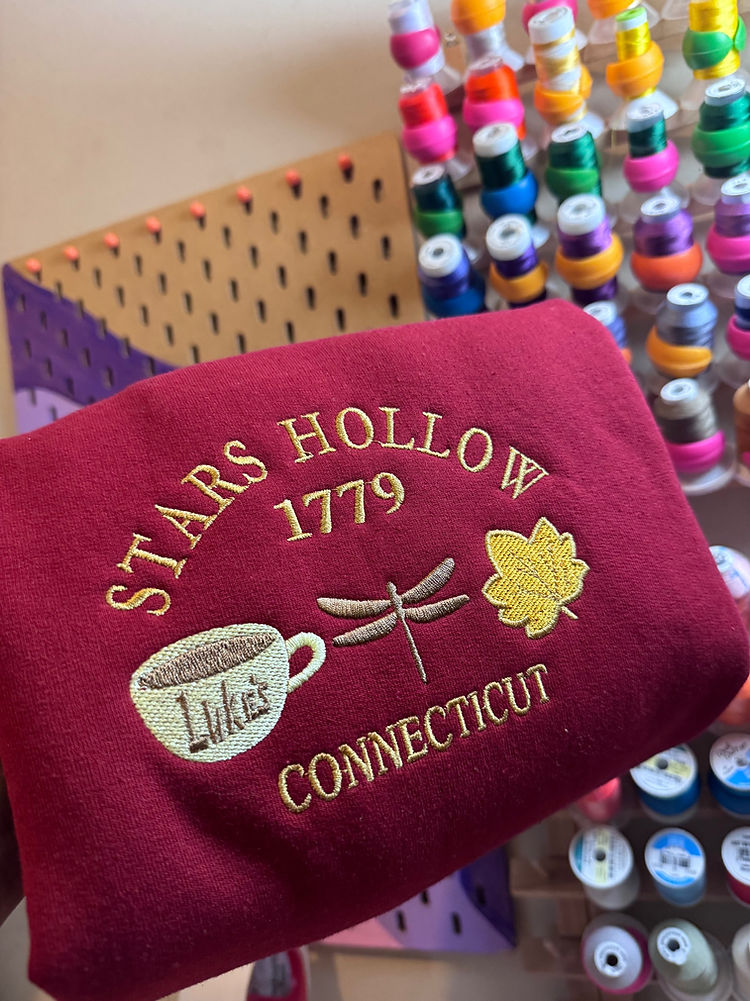 STARS HOLLOW
1779
Luke's
CONNECTICUT